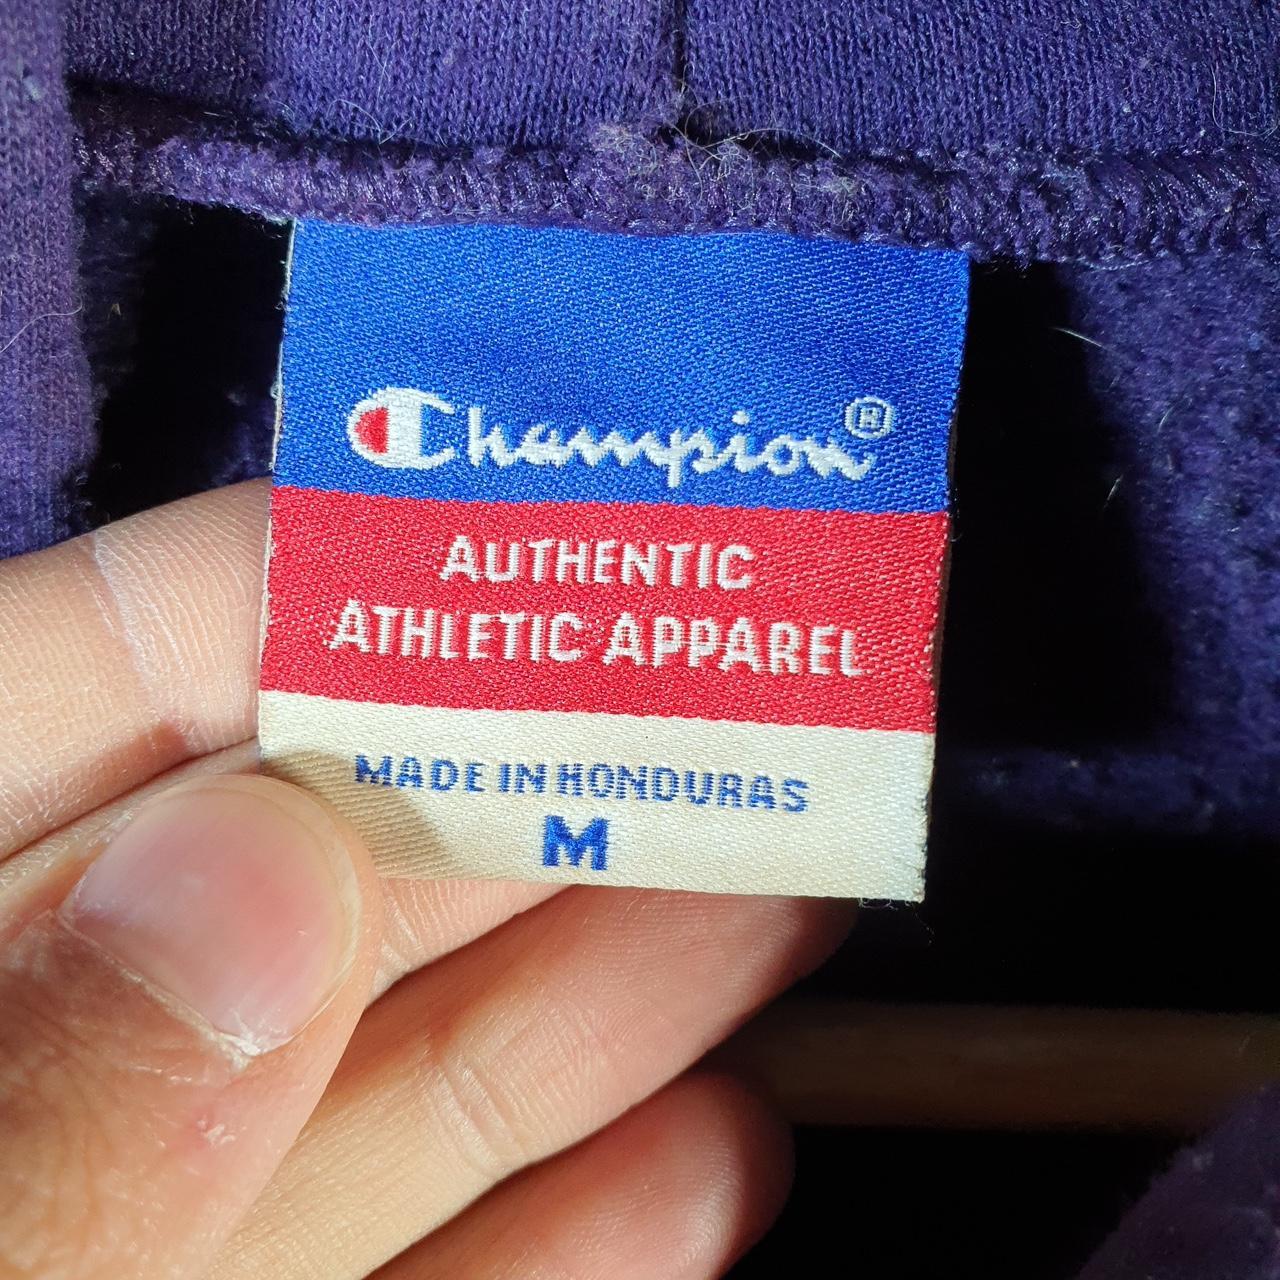 Champion®
AUTHENTIC
ATHLETIC APPAREL
MADE IN HONDURAS
M